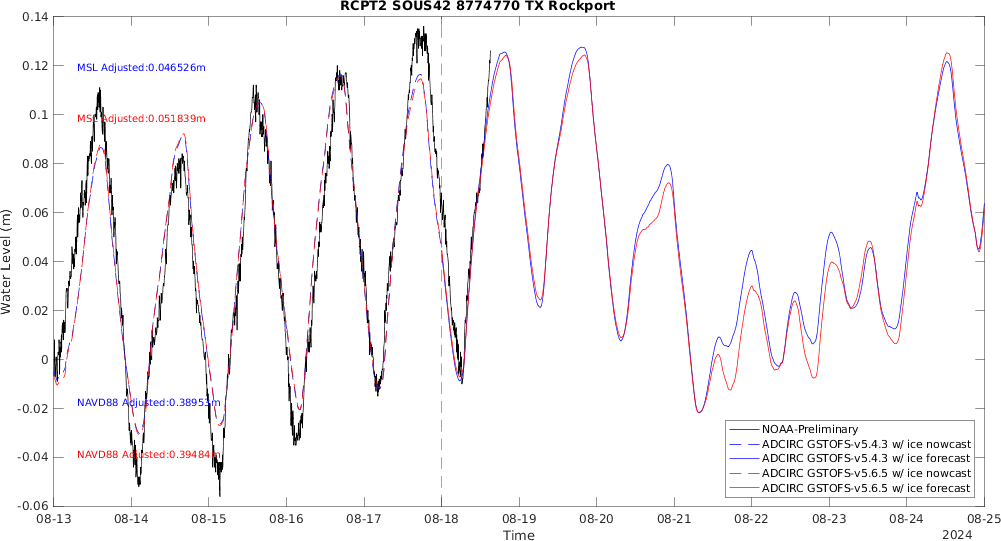 RCPT2 SOUS42 8774770 TX Rockport
0.14
0.12
0.1
0.08
0.06
0.04
0.02
0
-0.02
-0.04
-0.06
Water Level (m)
MSL Adjusted:0.046526m
MSL Adjusted:0.051839m
NAVD88 Adjusted:0.38953m
NAVD88 Adjusted:0.39484m
NOAA-Preliminary
ADCIRC GSTOFS-v5.4.3 w/ ice nowcast
ADCIRC GSTOFS-v5.4.3 w/ ice forecast
ADCIRC GSTOFS-v5.6.5 w/ ice nowcast
ADCIRC GSTOFS-v5.6.5 w/ ice forecast
08-13 08-14 08-15 08-16 08-17 08-18 08-19 08-20 08-21 08-22 08-23 08-24 08-25
Time
2024